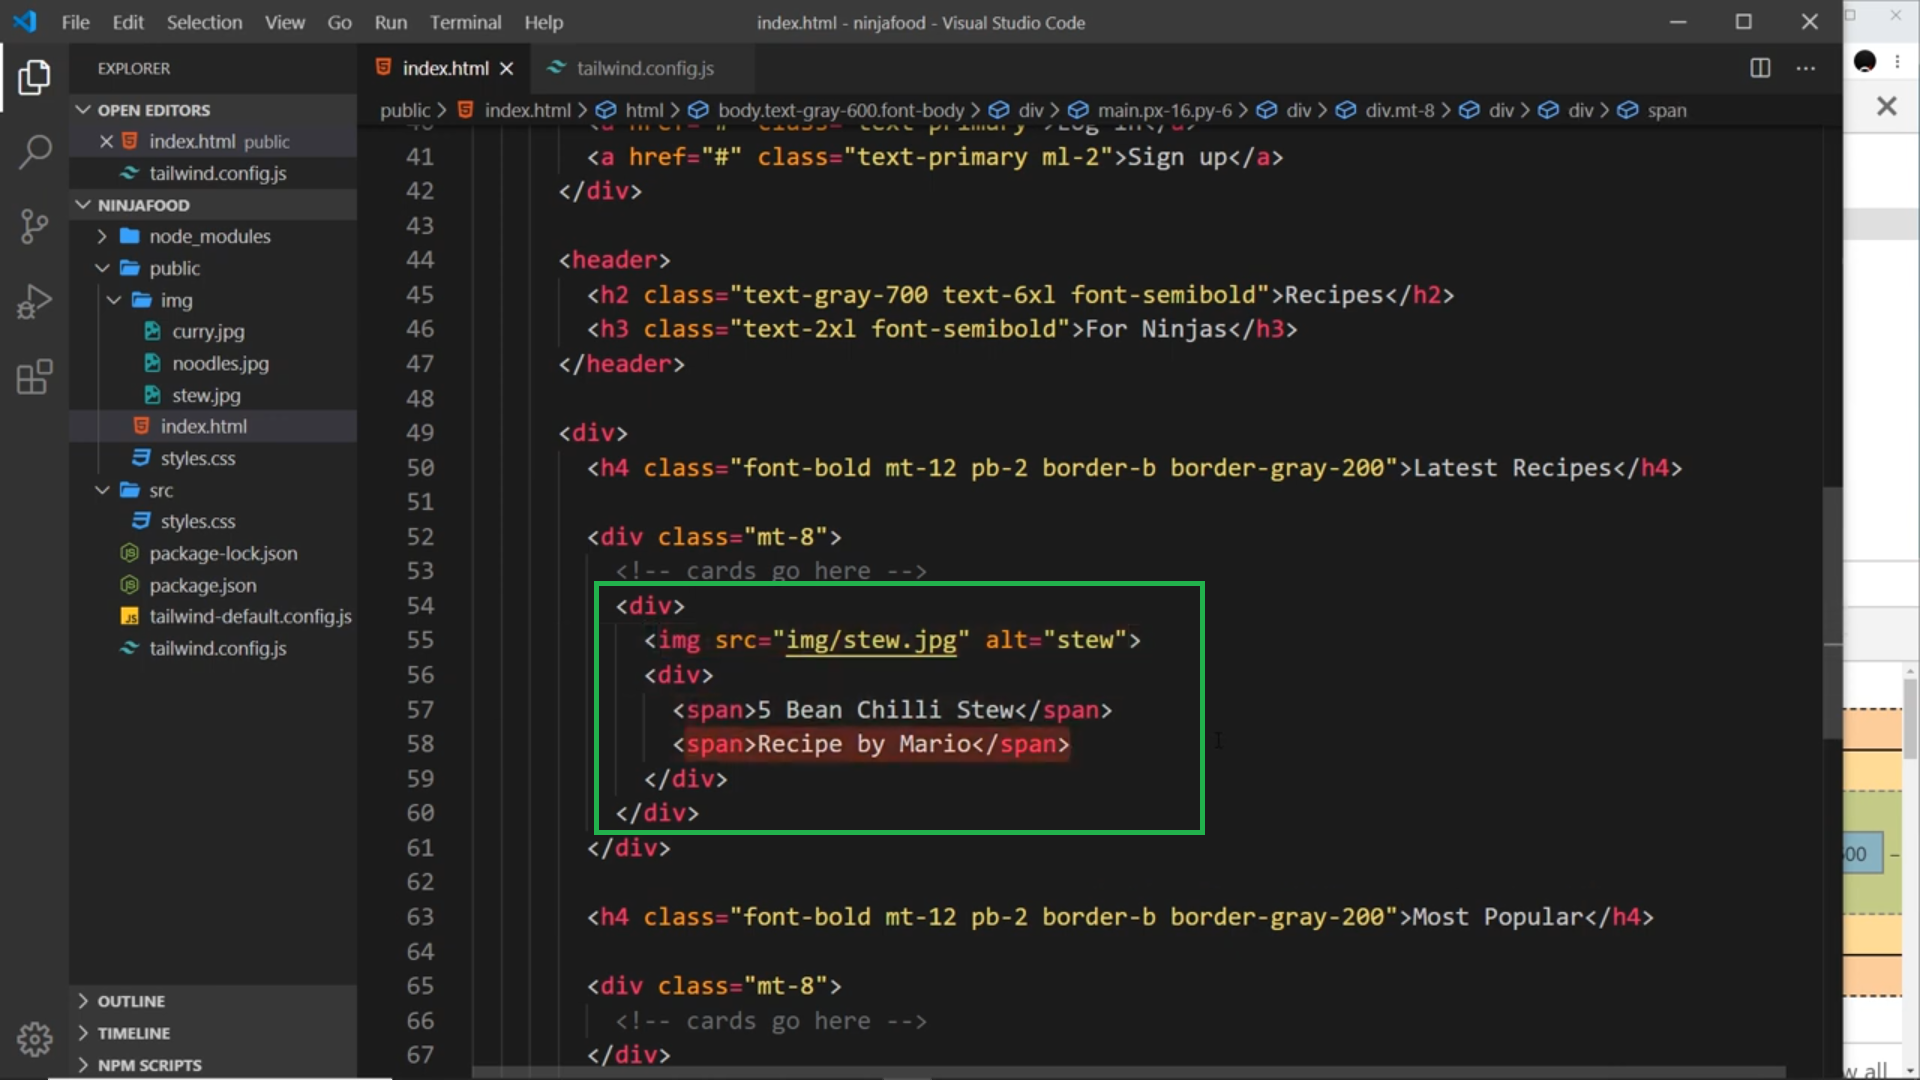 File Edit Selection View Go Run Terminal Help
index.html - ninjafood - Visual Studio Code
EXPLORER
index.html
tailwind.config.js
public > index.html > html > body.text-gray-600.font-body > div > main.px-16.py-6 > div > div.mt-8 > div > div > span
OPEN EDITORS
index.html public
tailwind.config.js
NINJAFOOD
node_modules
public
img
curry.jpg
noodles.jpg
stew.jpg
index.html
styles.css
src
styles.css
package-lock.json
package.json
tailwind-default.config.js
tailwind.config.js
OUTLINE
TIMELINE
NPM SCRIPTS
41 <a href="#" class="text-primary ml-2">Sign up</a>
42 </div>
43
44 <header>
45 <h2 class="text-gray-700 text-6xl font-semibold">Recipes</h2>
46 <h3 class="text-2xl font-semibold">For Ninjas</h3>
47 </header>
48
49 <div>
50 <h4 class="font-bold mt-12 pb-2 border-b border-gray-200">Latest Recipes</h4>
51
52 <div class="mt-8">
53 <!-- cards go here -->
54 <div>
55 <img src="img/stew.jpg" alt="stew">
56 <div>
57 <span>5 Bean Chilli Stew</span>
58 <span>Recipe by Mario</span>
59 </div>
60 </div>
61 </div>
62
63 <h4 class="font-bold mt-12 pb-2 border-b border-gray-200">Most Popular</h4>
64
65 <div class="mt-8">
66 <!-- cards go here -->
67 </div>